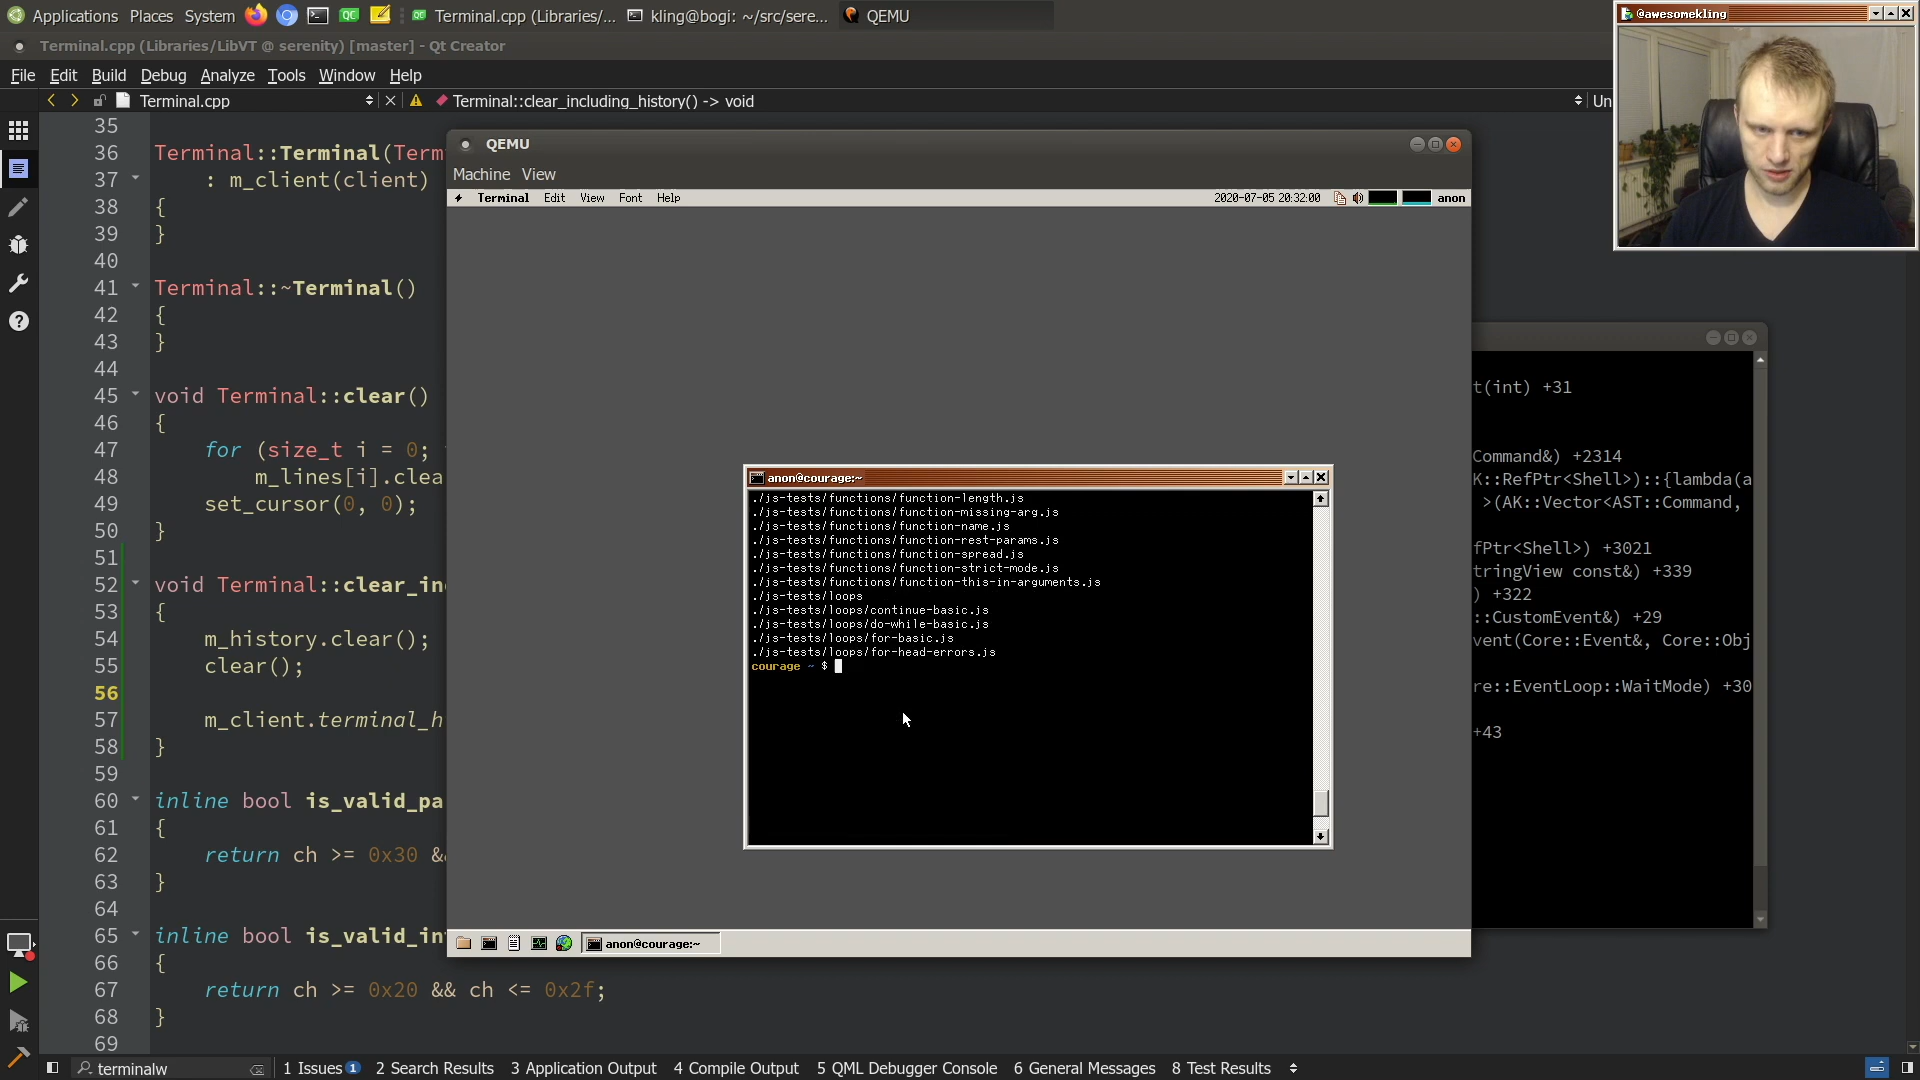 Applications Places System Terminal.cpp (Libraries/... kling@bogi: ~/src/sere... QEMU
@awesomekling
Terminal.cpp (Libraries/LibVT @ serenity) [master] - Qt Creator
File Edit Build Debug Analyze Tools Window Help
Terminal.cpp Terminal::clear_including_history() -> void Un
35
36 Terminal::Terminal(Term
37 : m_client(client)
38 {
39 }
40
41 Terminal::~Terminal()
42 {
43 }
44
45 void Terminal::clear()
46 {
47 for (size_t i = 0;
48 m_lines[i].clea
49 set_cursor(0, 0);
50 }
51
52 void Terminal::clear_in
53 {
54 m_history.clear();
55 clear();
56
57 m_client.terminal_h
58 }
59
60 inline bool is_valid_pa
61 {
62 return ch >= 0x30 &
63 }
64
65 inline bool is_valid_in
66 {
67 return ch >= 0x20 && ch <= 0x2f;
68 }
69
QEMU
Machine View
Terminal Edit View Font Help 2020-07-05 20:32:00 anon
anon@courage:~
./js-tests/functions/function-length.js
./js-tests/functions/function-missing-arg.js
./js-tests/functions/function-name.js
./js-tests/functions/function-rest-params.js
./js-tests/functions/function-spread.js
./js-tests/functions/function-strict-mode.js
./js-tests/functions/function-this-in-arguments.js
./js-tests/loops
./js-tests/loops/continue-basic.js
./js-tests/loops/do-while-basic.js
./js-tests/loops/for-basic.js
./js-tests/loops/for-head-errors.js
courage ~ $
anon@courage:~
t(int) +31
Command&) +2314
K::RefPtr<Shell>)::{lambda(a
>(AK::Vector<AST::Command,
fPtr<Shell>) +3021
tringView const&) +339
) +322
::CustomEvent&) +29
vent(Core::Event&, Core::Obj
re::EventLoop::WaitMode) +30
+43
terminalw 1 Issues 1 2 Search Results 3 Application Output 4 Compile Output 5 QML Debugger Console 6 General Messages 8 Test Results